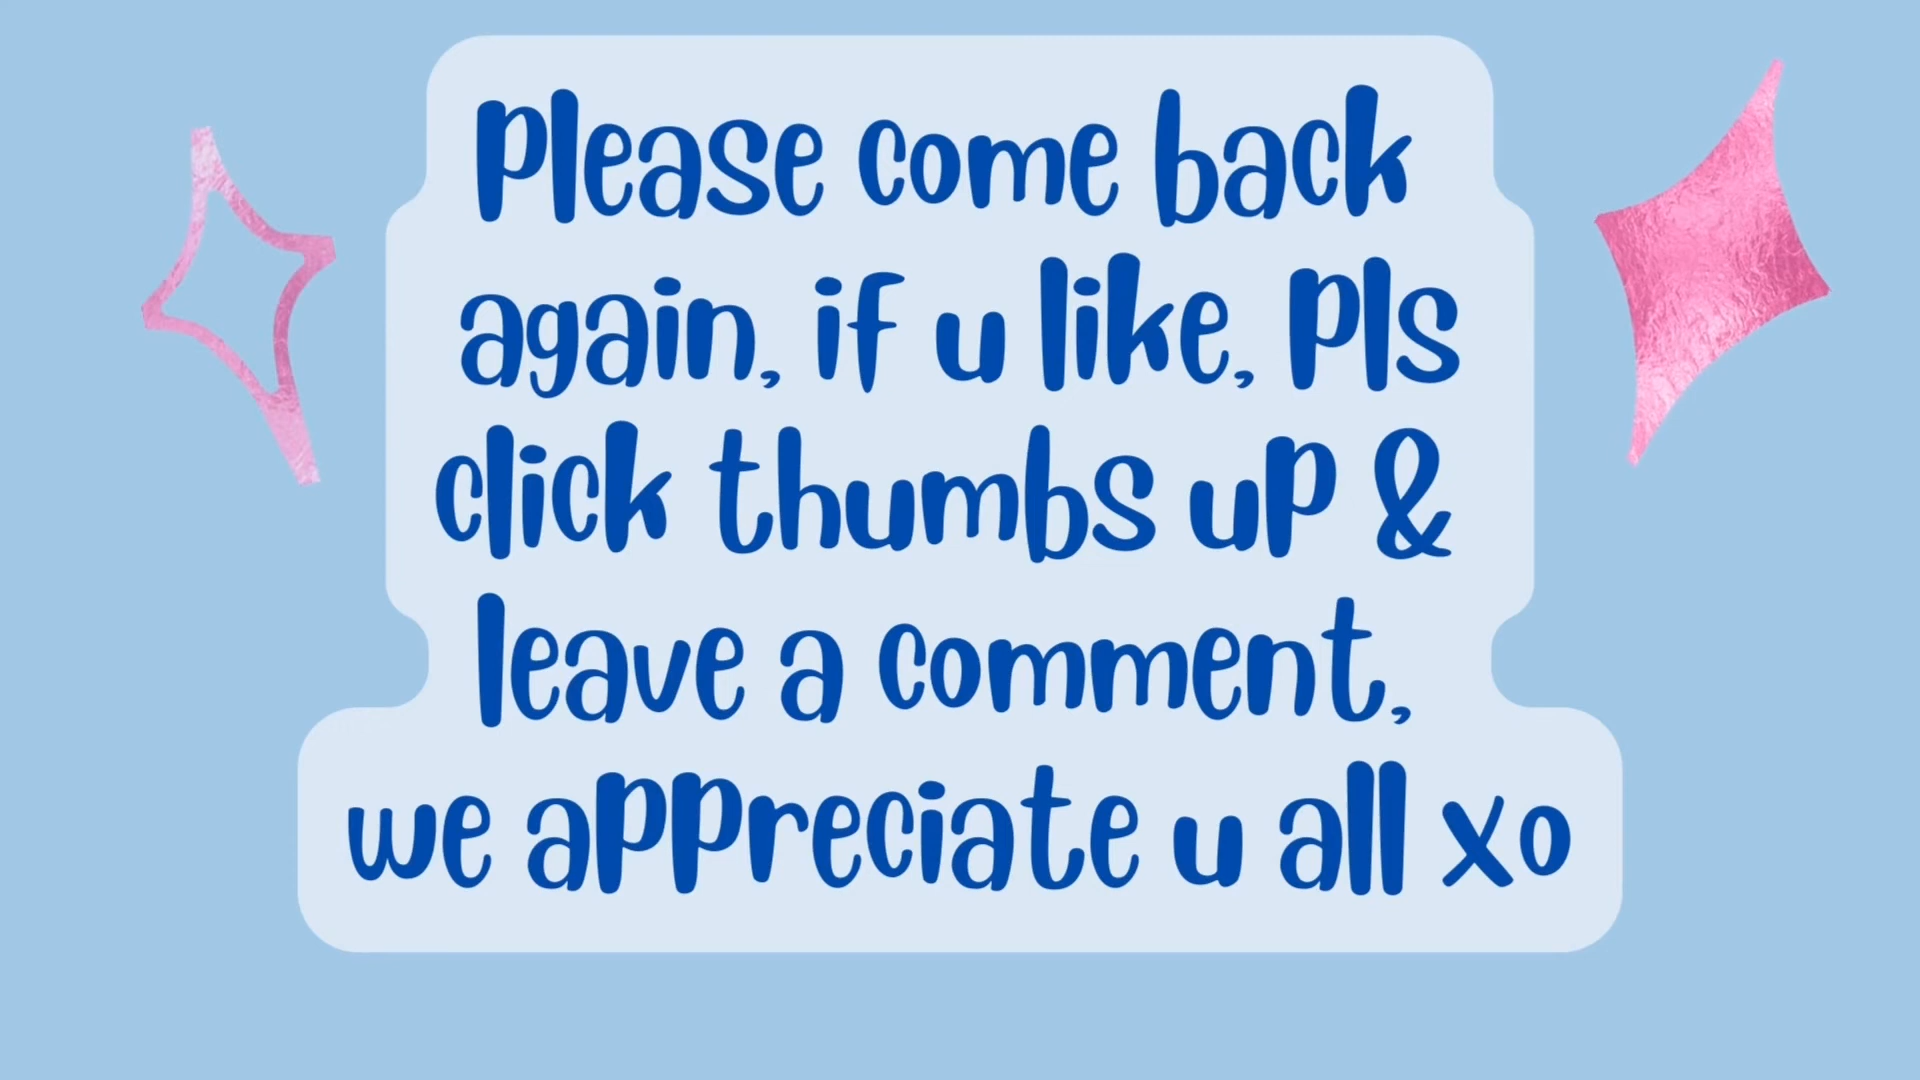 Please come back
again, if u like, pls
click thumbs up &
leave a comment,
we appreciate u all xo